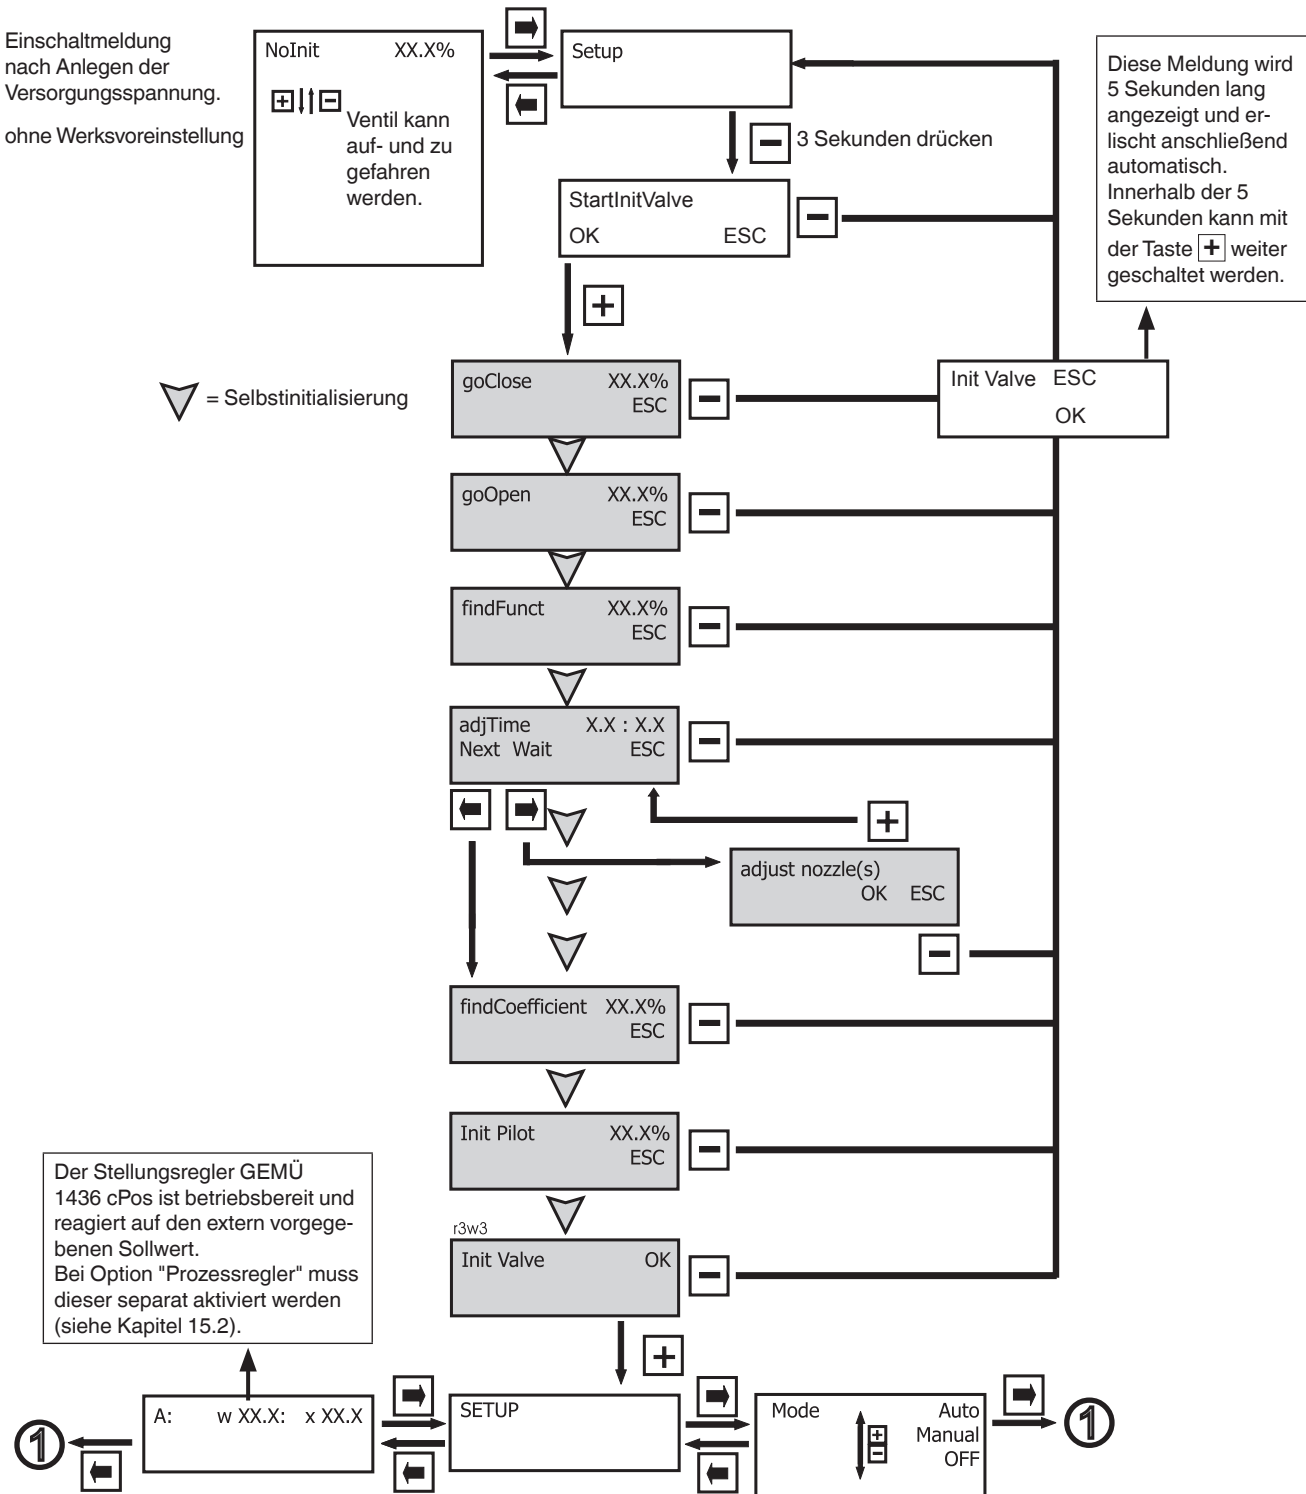 Einschaltmeldung
nach Anlegen der
Versorgungsspannung.
ohne Werksvoreinstellung
NoInit XX.X%
+ −
Ventil kann
auf- und zu
gefahren
werden.
Setup
− 3 Sekunden drücken
StartInitValve
OK ESC
−
+
Diese Meldung wird
5 Sekunden lang
angezeigt und er-
lischt anschließend
automatisch.
Innerhalb der 5
Sekunden kann mit
der Taste + weiter
geschaltet werden.
= Selbstinitialisierung
goClose XX.X%
ESC
−
Init Valve ESC
OK
goOpen XX.X%
ESC
−
findFunct XX.X%
ESC
−
adjTime X.X : X.X
Next Wait ESC
−
+
adjust nozzle(s)
OK ESC
−
findCoefficient XX.X%
ESC
−
Init Pilot XX.X%
ESC
−
r3w3
Init Valve OK
−
+
Der Stellungsregler GEMÜ
1436 cPos ist betriebsbereit und
reagiert auf den extern vorgege-
benen Sollwert.
Bei Option "Prozessregler" muss
dieser separat aktiviert werden
(siehe Kapitel 15.2).
1
A: w XX.X: x XX.X
SETUP
Mode Auto
+ Manual
− OFF
1